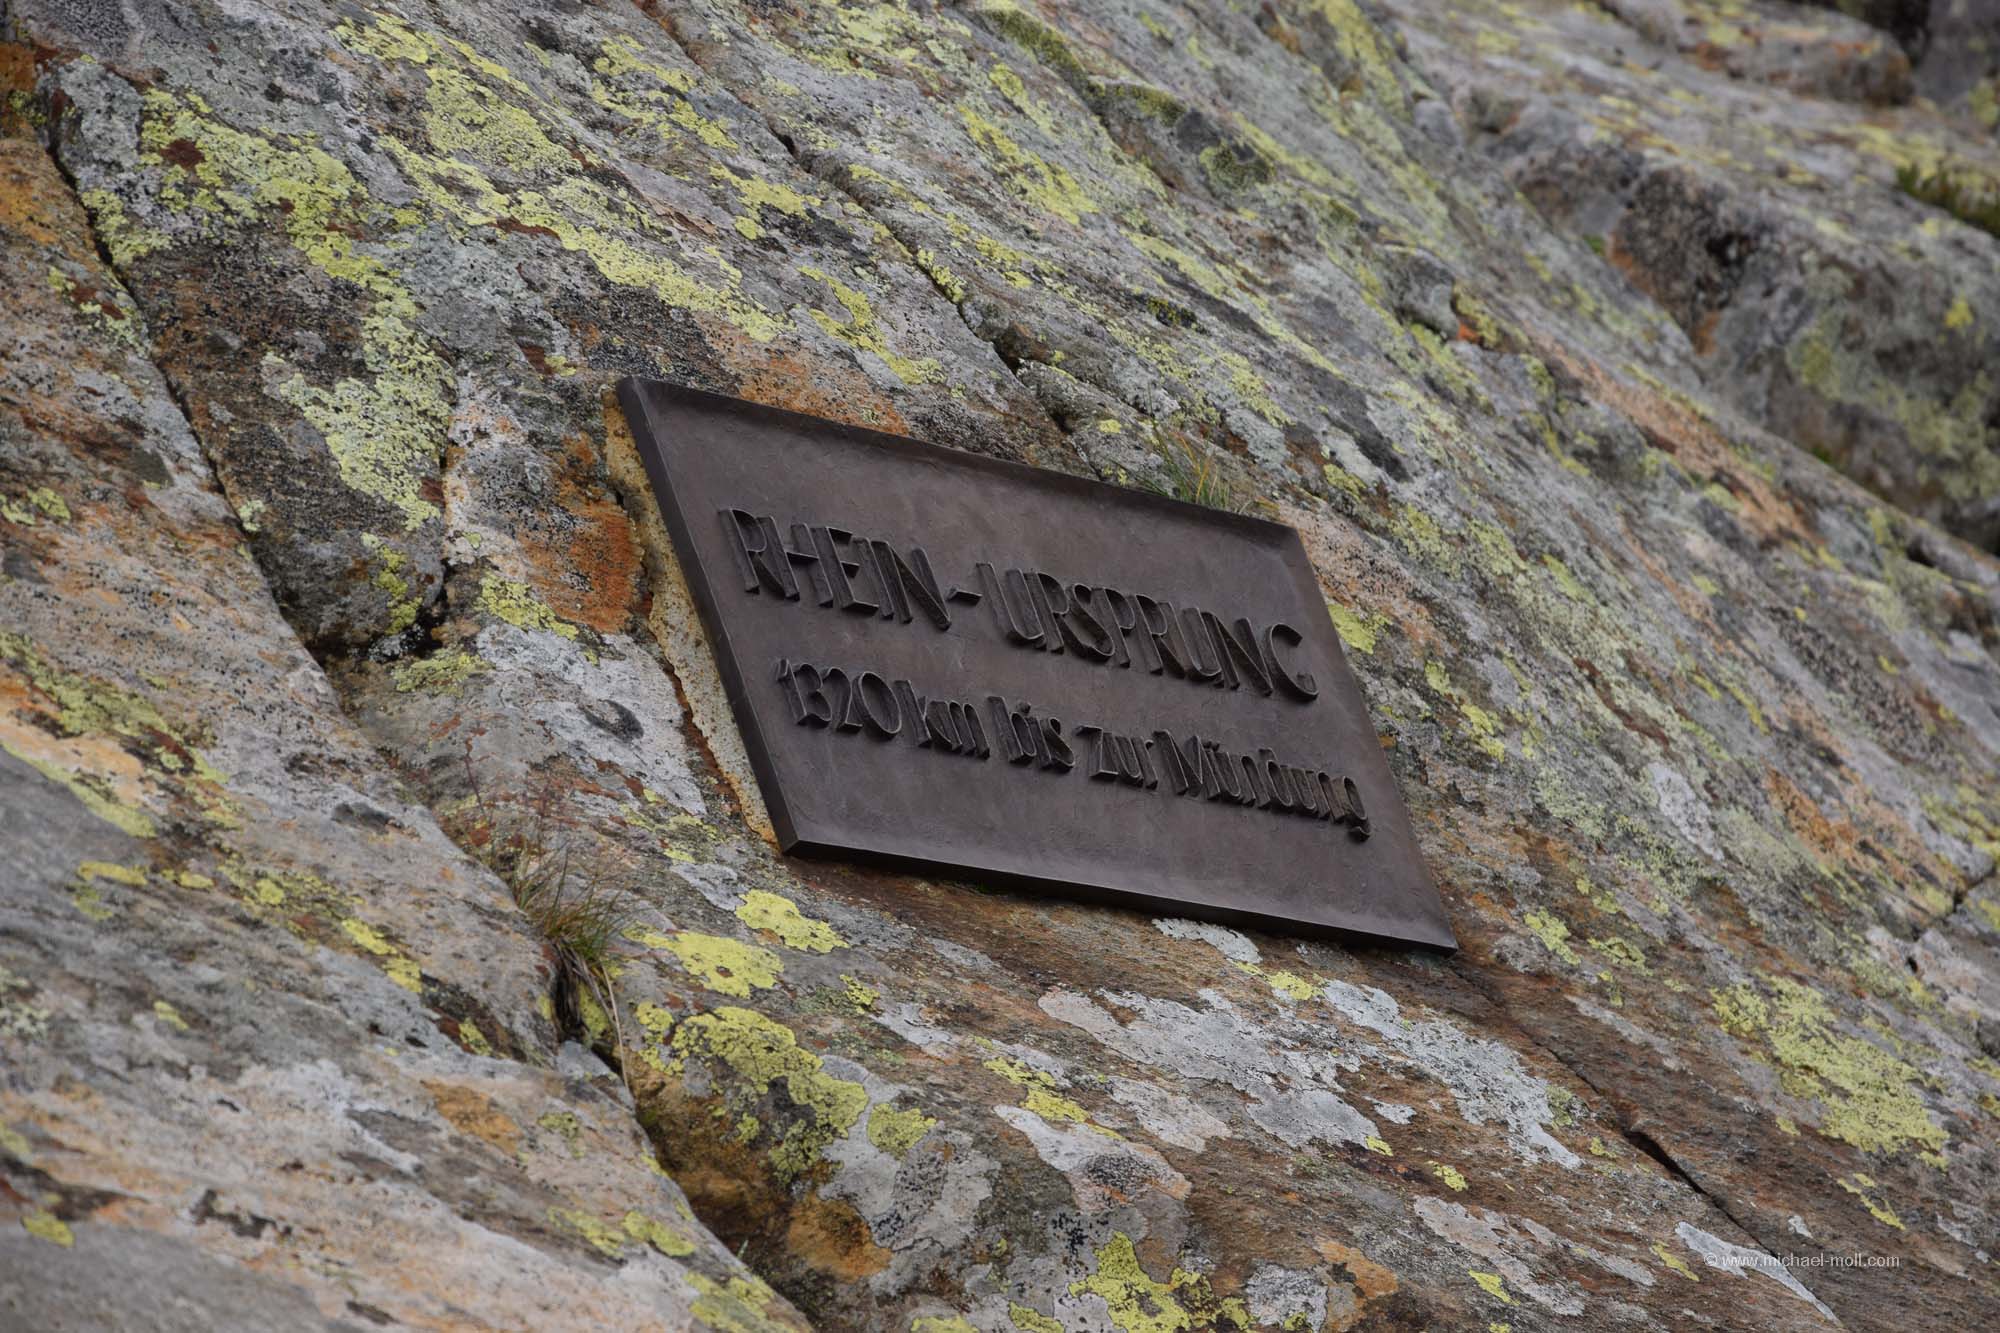 RHEIN-URSPRUNG
1320 km bis zur Mündung
© www.michael-moll.com